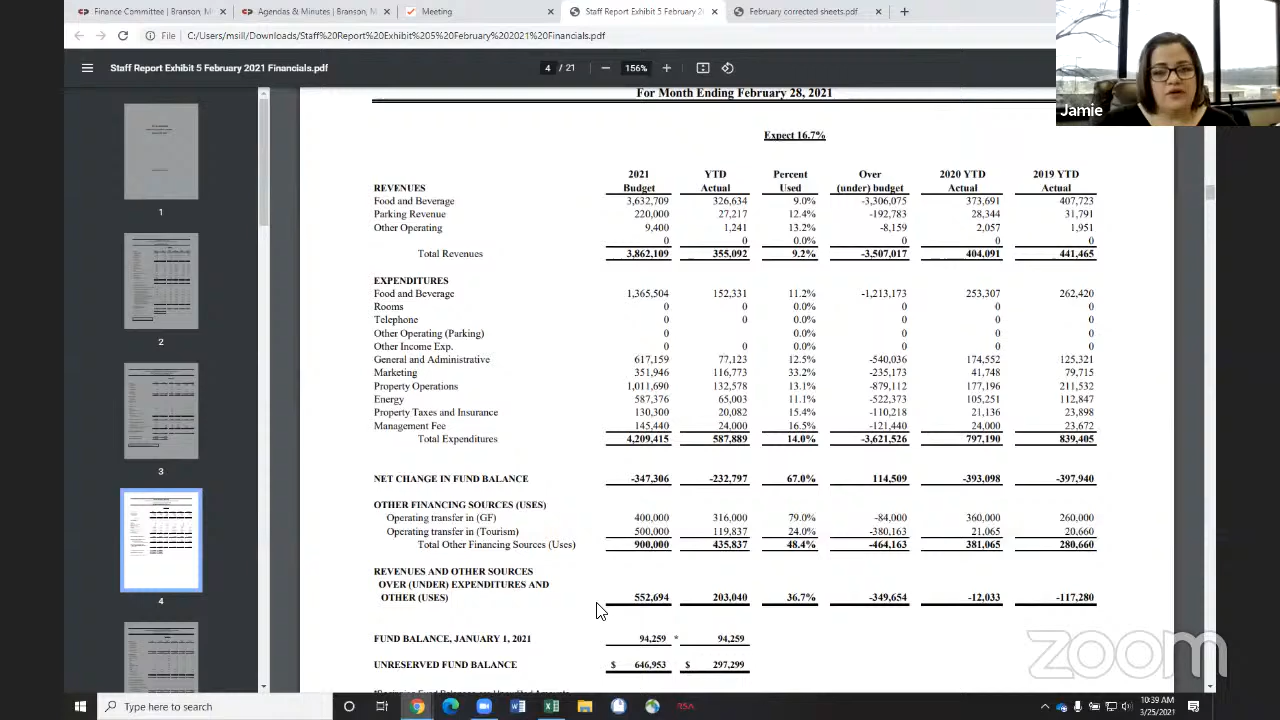 Finance Committee | Branson, M
Agendas & Minutes | Branson, M
Meeting
Staff Report Exhibit 5 February 2
February corrected sheets.pdf
File | C:/Users/msill/Downloads/Staff%20Report%20Exhibit%205%20February%202021%20Financials.pdf
Staff Report Exhibit 5 February 2021 Financials.pdf
4 / 21
156%
Jamie
1
2
3
4
For Month Ending February 28, 2021
Expect 16.7%
2021 YTD Percent Over 2020 YTD 2019 YTD
REVENUES Budget Actual Used (under) budget Actual Actual
Food and Beverage 3,632,709 326,634 9.0% -3,306,075 373,691 407,723
Parking Revenue 220,000 27,217 12.4% -192,783 28,344 31,791
Other Operating 9,400 1,241 13.2% -8,159 2,057 1,951
0 0 0.0% 0 0 0
Total Revenues 3,862,109 355,092 9.2% -3,507,017 404,091 441,465
EXPENDITURES
Food and Beverage 1,365,504 152,331 11.2% -1,213,173 253,307 262,420
Rooms 0 0 0.0% 0 0 0
Telephone 0 0 0.0% 0 0 0
Other Operating (Parking) 0 0.0% 0 0 0
Other Income Exp. 0 0 0.0% 0 0 0
General and Administrative 617,159 77,123 12.5% -540,036 174,552 125,321
Marketing 351,946 116,773 33.2% -235,173 41,748 79,715
Property Operations 1,011,690 132,578 13.1% -879,112 177,196 211,532
Energy 587,376 65,003 11.1% -522,373 105,251 112,847
Property Taxes and Insurance 130,300 20,082 15.4% -110,218 21,136 23,898
Management Fee 145,440 24,000 16.5% -121,440 24,000 23,672
Total Expenditures 4,209,415 587,889 14.0% -3,621,526 797,190 839,405
NET CHANGE IN FUND BALANCE -347,306 -232,797 67.0% 114,509 -393,098 -397,940
OTHER FINANCING SOURCES (USES)
Operating transfer in (GF) 400,000 316,000 79.0% -84,000 360,000 260,000
Operating transfer in (Tourism) 500,000 119,837 24.0% -380,163 21,065 20,660
Total Other Financing Sources (Uses) 900,000 435,837 48.4% -464,163 381,065 280,660
REVENUES AND OTHER SOURCES
OVER (UNDER) EXPENDITURES AND
OTHER (USES) 552,694 203,040 36.7% -349,654 -12,033 -117,280
FUND BALANCE, JANUARY 1, 2021 94,259 * 94,259
UNRESERVED FUND BALANCE $ 646,953 $ 297,299
zoom
Type here to search
RSA
10:39 AM
3/25/2021